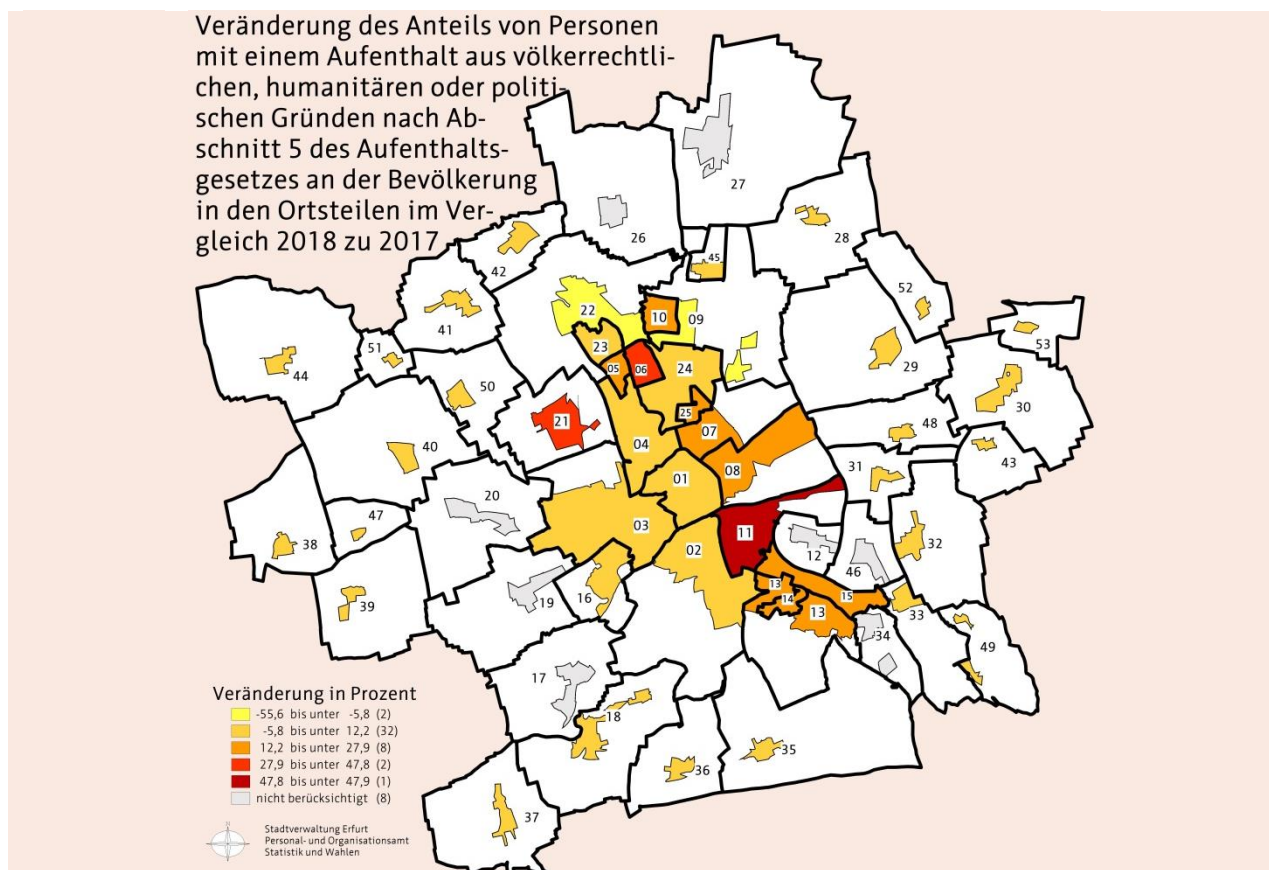 Veränderung des Anteils von Personen
mit einem Aufenthalt aus völkerrechtli-
chen, humanitären oder politi-
schen Gründen nach Ab-
schnitt 5 des Aufenthalts-
gesetzes an der Bevölkerung
in den Ortsteilen im Ver-
gleich 2018 zu 2017
27
26
28
45
42
52
22
10
09
41
53
23
51
44
05
06
24
29
50
30
25
21
07
48
40
04
43
31
08
01
20
47
03
11
32
38
02
12
46
13
39
19
16
14
15
13
33
34
49
17
18
35
36
37
Veränderung in Prozent
-55,6 bis unter -5,8 (2)
-5,8 bis unter 12,2 (32)
12,2 bis unter 27,9 (8)
27,9 bis unter 47,8 (2)
47,8 bis unter 47,9 (1)
nicht berücksichtigt (8)
N
Stadtverwaltung Erfurt
Personal- und Organisationsamt
Statistik und Wahlen